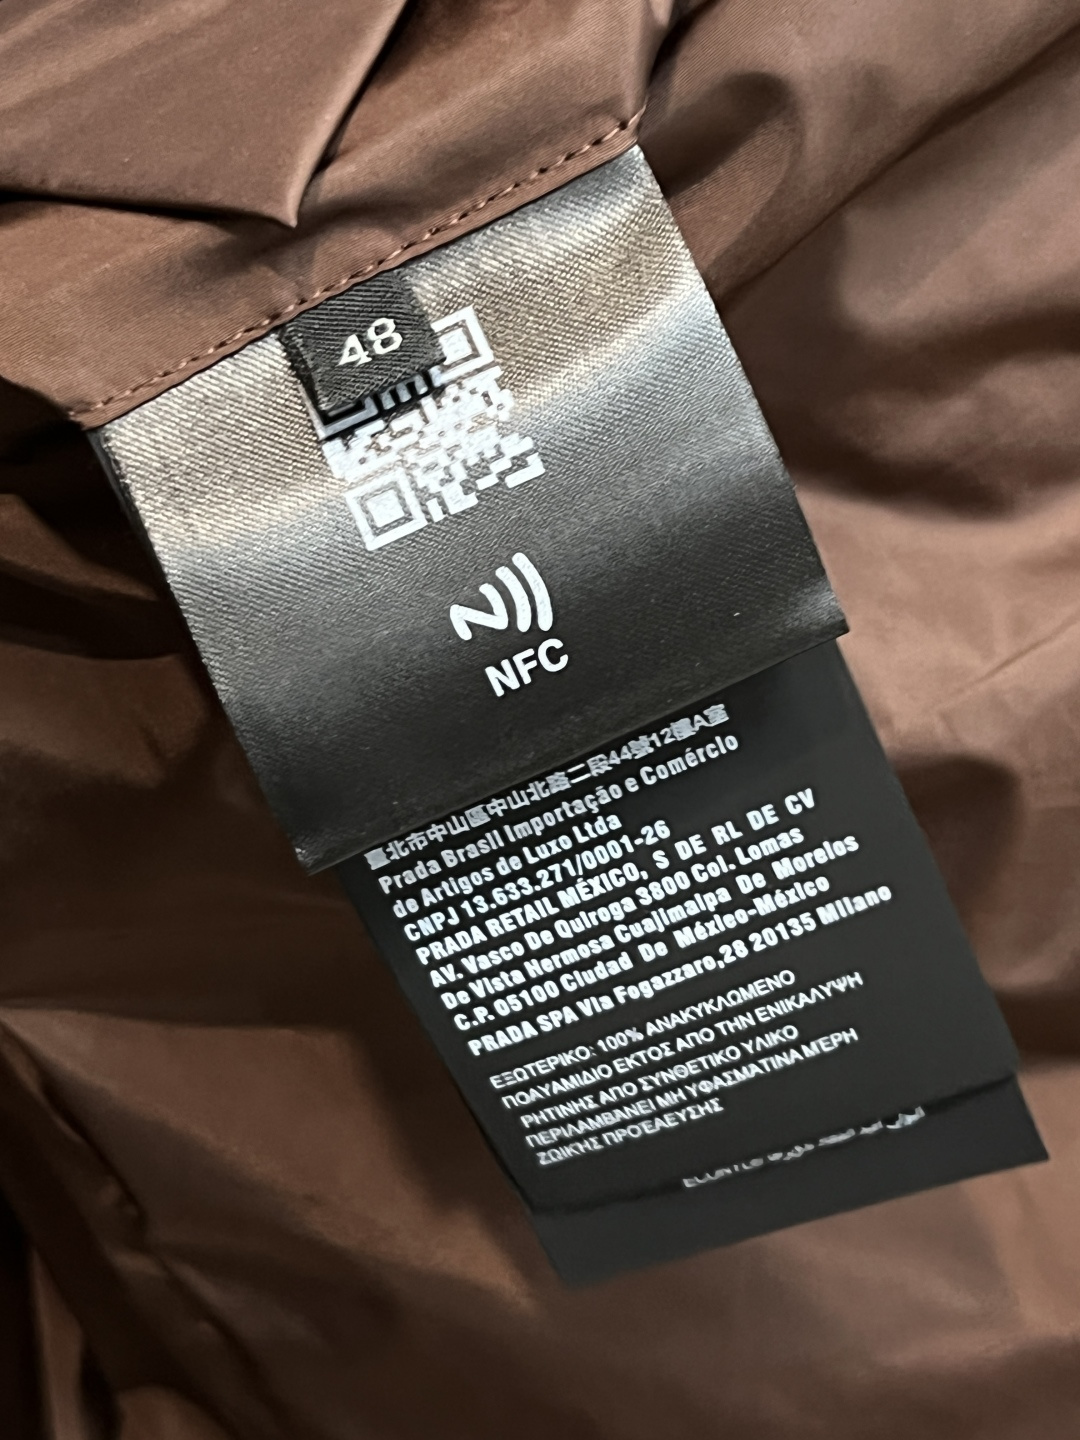 48
NFC
臺北市中山區中山北路二段44號12樓A室
Prada Brasil Importação e Comércio
de Artigos de Luxo Ltda
CNPJ 13.633.271/0001-26
PRADA RETAIL MÉXICO, S DE RL DE CV
AV. Vasco De Quiroga 3800 Col. Lomas
De Vista Hermosa Cuajimalpa De Morelos
C.P. 05100 Ciudad De México-México
PRADA SPA Via Fogazzaro,28 20135 Milano
ΕΞΩΤΕΡΙΚΟ: 100% ΑΝΑΚΥΚΛΩΜΕΝΟ
ΠΟΛΥΑΜΙΔΙΟ ΕΚΤΟΣ ΑΠΟ ΤΗΝ ΕΝΙΚΑΛΥΨΗ
ΡΗΤΙΝΗΣ ΑΠΟ ΣΥΝΘΕΤΙΚΟ ΥΛΙΚΟ
ΠΕΡΙΛΑΜΒΑΝΕΙ ΜΗ ΥΦΑΣΜΑΤΙΝΑ ΜΈΡΗ
ΖΩΙΚΗΣ ΠΡΟΈΛΕΥΣΗΣ